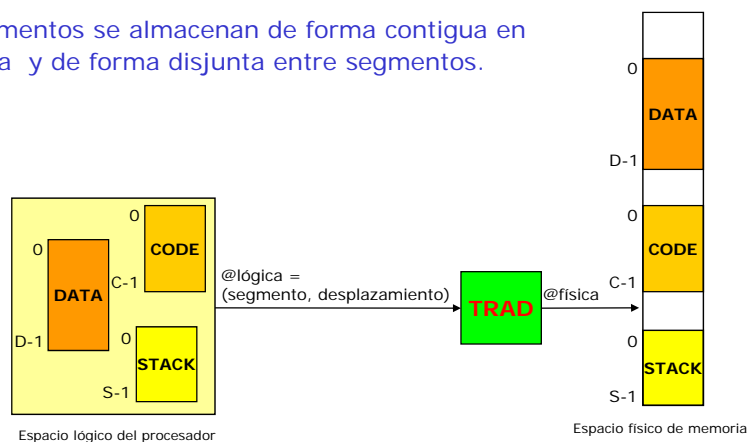 mentos se almacenan de forma contigua en
a y de forma disjunta entre segmentos.
0
DATA
D-1
0
CODE
C-1
0
STACK
S-1
0
CODE
C-1
0
DATA
D-1
0
STACK
S-1
@lógica =
(segmento, desplazamiento)
TRAD
@física
Espacio lógico del procesador
Espacio físico de memoria